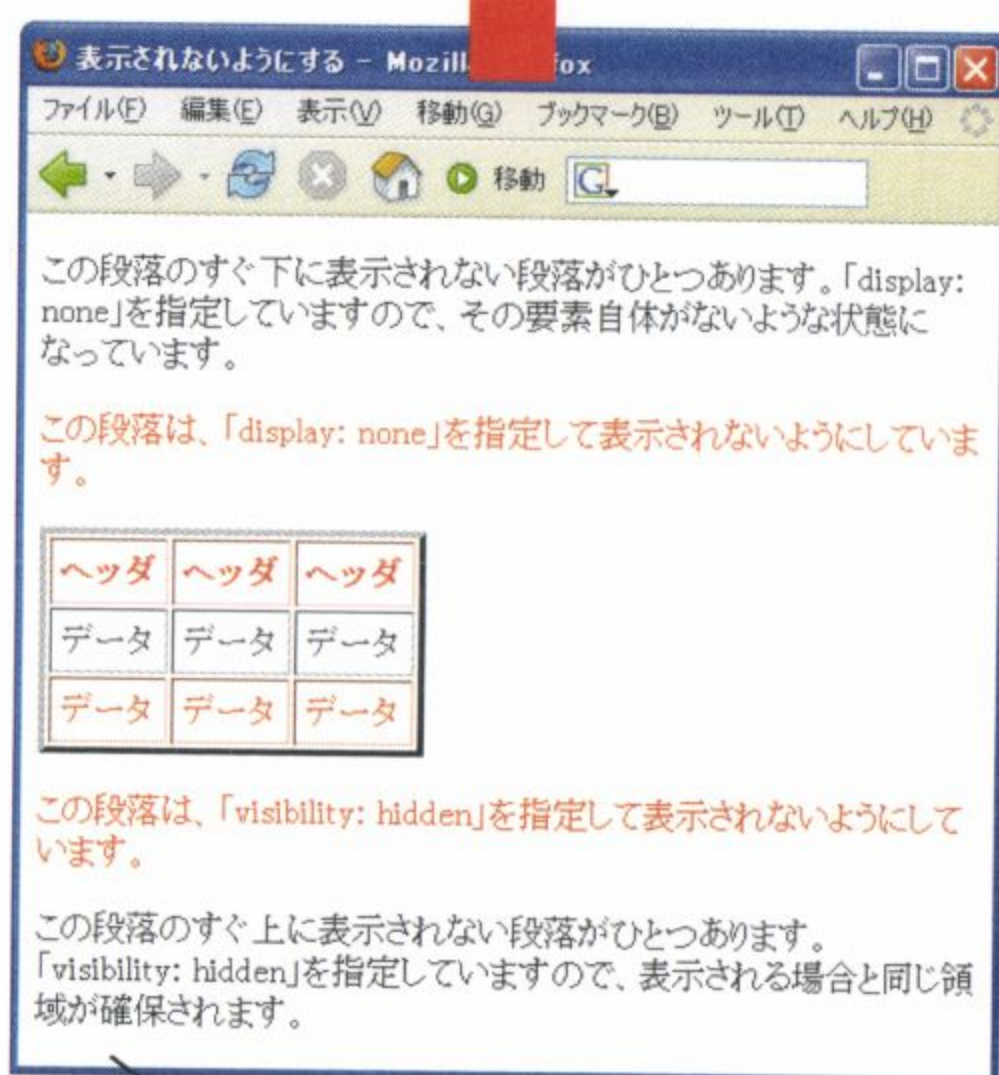 表示されないようにする - Mozill fox
ファイル(F) 編集(E) 表示(V) 移動(G) ブックマーク(B) ツール(T) ヘルプ(H)
移動 G
この段落のすぐ下に表示されない段落がひとつあります。「display:
none」を指定していますので、その要素自体がないような状態に
なっています。
この段落は、「display: none」を指定して表示されないようにしていま
す。
ヘッダ ヘッダ ヘッダ
データ データ データ
データ データ データ
この段落は、「visibility: hidden」を指定して表示されないようにして
います。
この段落のすぐ上に表示されない段落がひとつあります。
「visibility: hidden」を指定していますので、表示される場合と同じ領
域が確保されます。